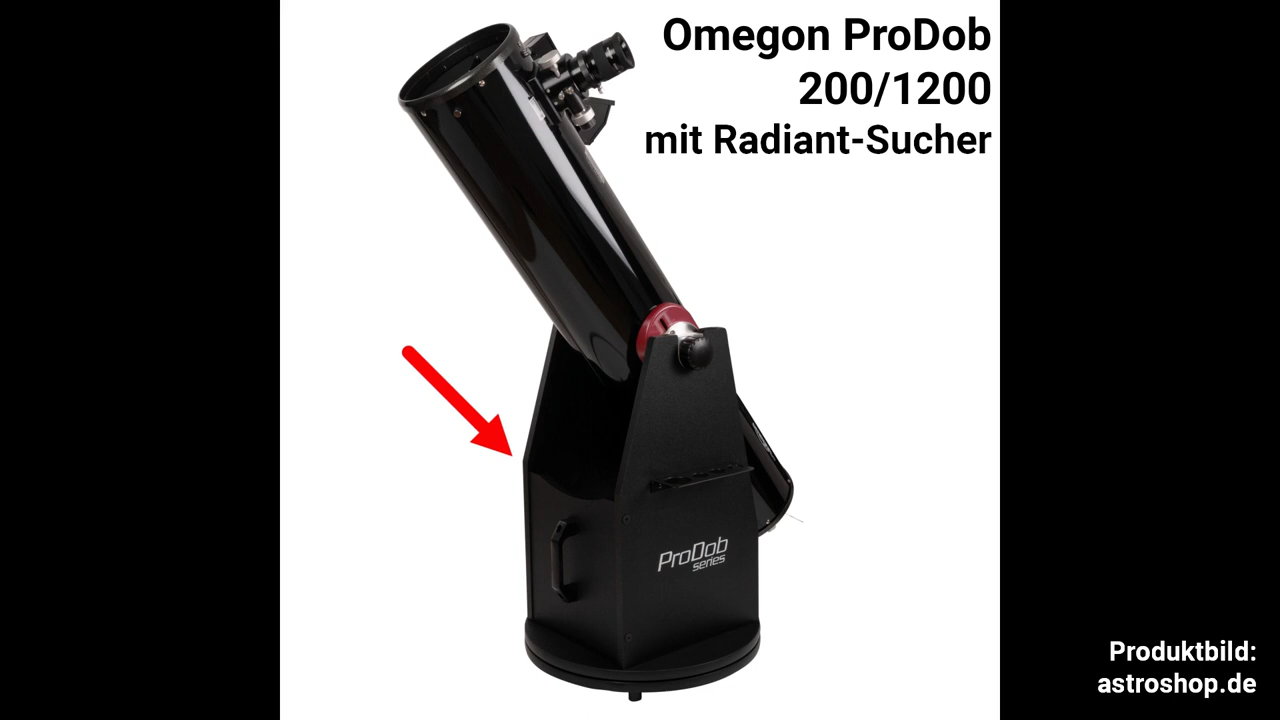 Omegon ProDob
200/1200
mit Radiant-Sucher
ProDob
series
Produktbild:
astroshop.de